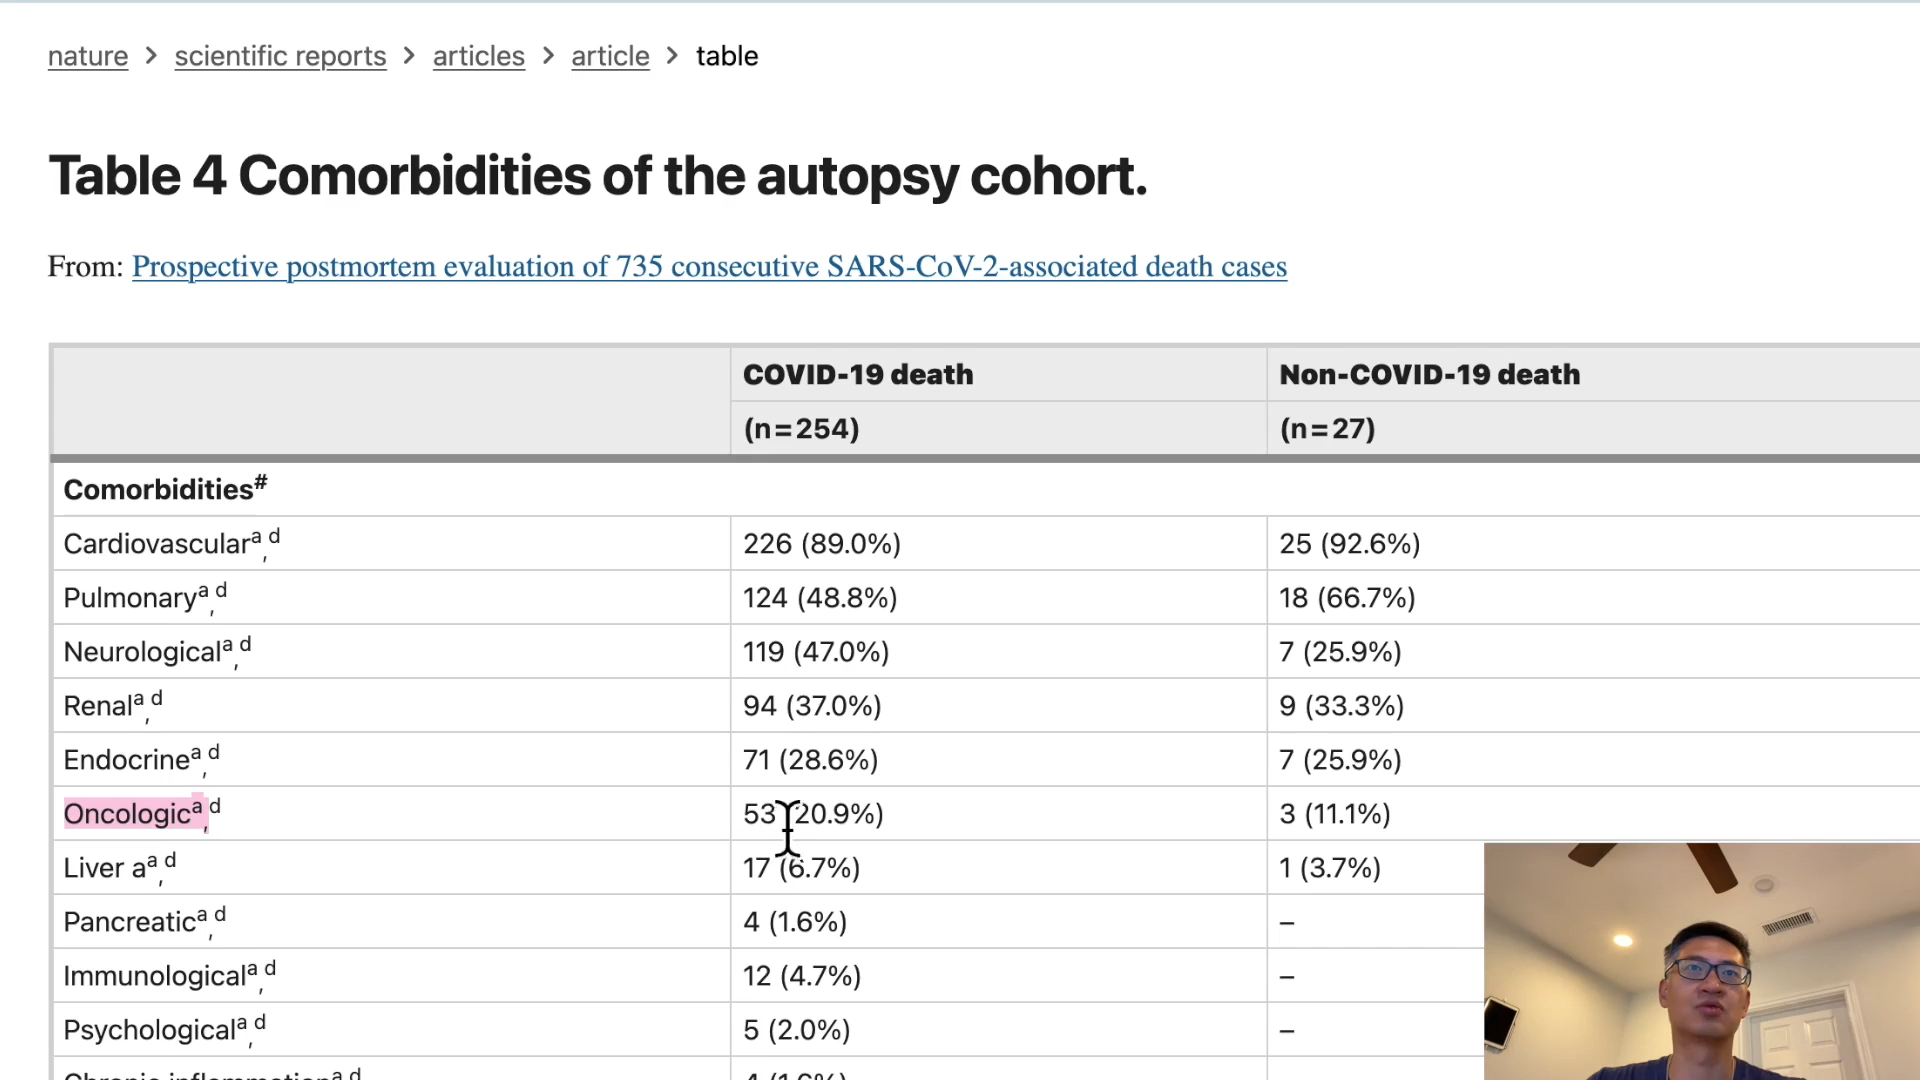 nature > scientific reports > articles > article > table
Table 4 Comorbidities of the autopsy cohort.
From: Prospective postmortem evaluation of 735 consecutive SARS-CoV-2-associated death cases
COVID-19 death Non-COVID-19 death
(n=254) (n=27)
Comorbidities#
Cardiovasculara,d 226 (89.0%) 25 (92.6%)
Pulmonarya,d 124 (48.8%) 18 (66.7%)
Neurologicala,d 119 (47.0%) 7 (25.9%)
Renala,d 94 (37.0%) 9 (33.3%)
Endocrinea,d 71 (28.6%) 7 (25.9%)
Oncologica,d 53 (20.9%) 3 (11.1%)
Liver aa,d 17 (6.7%) 1 (3.7%)
Pancreatica,d 4 (1.6%) –
Immunologicala,d 12 (4.7%) –
Psychologicala,d 5 (2.0%) –
Chronic inflammationa,d 4 (1.6%)